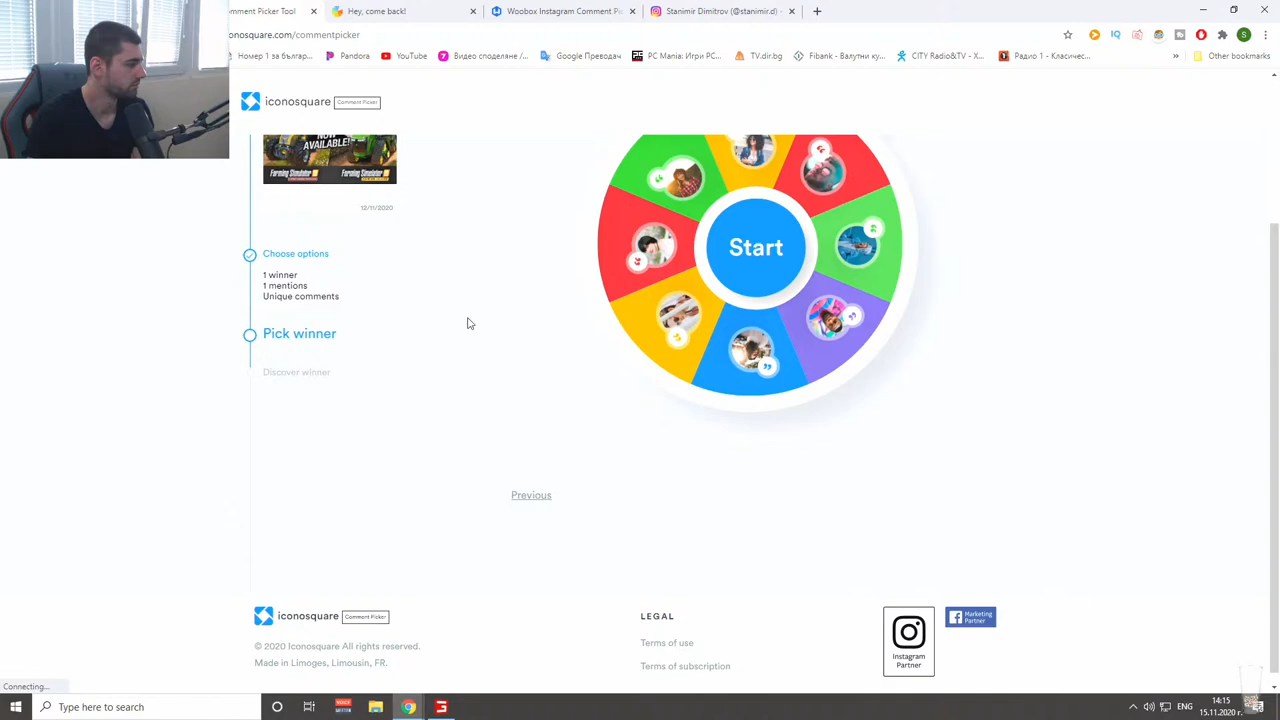 omment Picker Tool
Hey, come back!
Woobox Instagram Comment Pic
Stanimir Dimitrov (@stanimir.d)
onosquare.com/commentpicker
Номер 1 за българ...
Pandora
YouTube
Видео споделяне /...
Google Преводач
PC Mania: Игри PC...
TV.dir.bg
Fibank - Валутни ку...
CITY Radio&TV - X...
Радио 1 - Класичес...
Other bookmarks
iconosquare Comment Picker
NOW
AVAILABLE!
Farming Simulator Farming Simulator
12/11/2020
Choose options
1 winner
1 mentions
Unique comments
Pick winner
Discover winner
Start
Previous
iconosquare Comment Picker
© 2020 Iconosquare All rights reserved.
Made in Limoges, Limousin, FR.
LEGAL
Terms of use
Terms of subscription
Instagram
Partner
Marketing
Partner
Connecting...
Type here to search
ENG
14:15
15.11.2020 г.